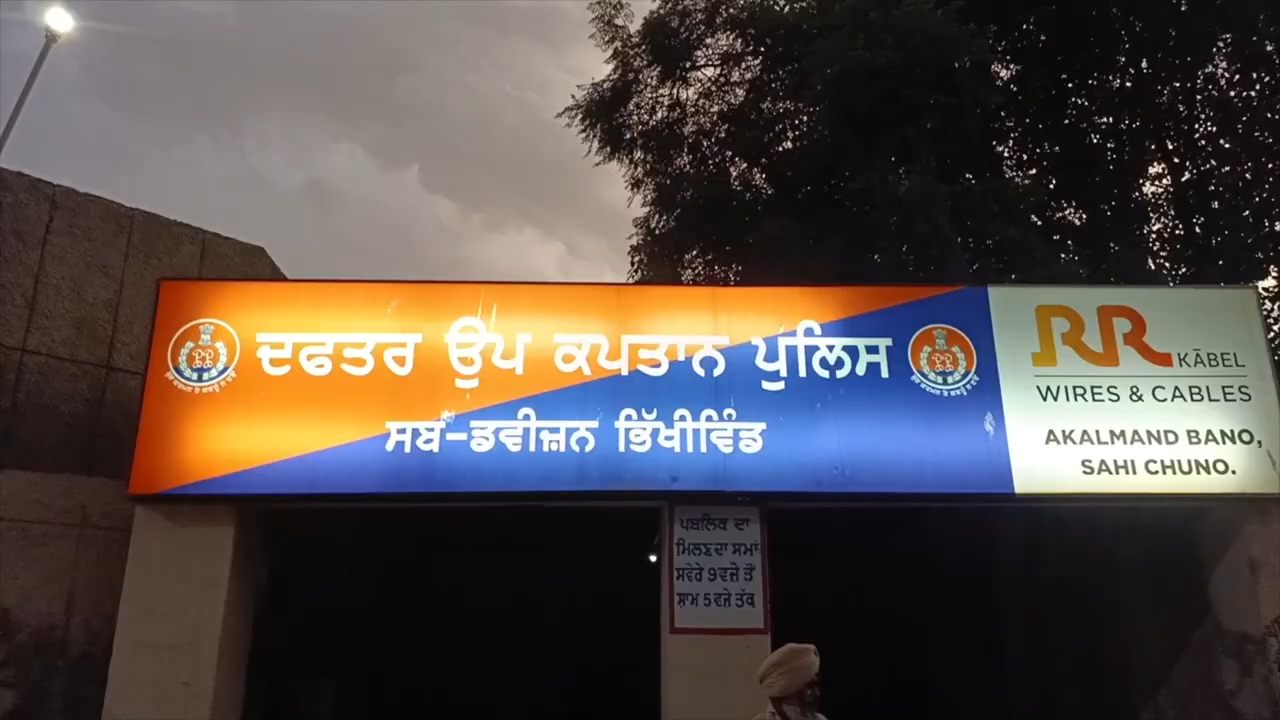 ਦਫਤਰ ਉਪ ਕਪਤਾਨ ਪੁਲਿਸ
ਸਬ-ਡਵੀਜ਼ਨ ਭਿੱਖੀਵਿੰਡ
RR KĀBEL
WIRES & CABLES
AKALMAND BANO,
SAHI CHUNO.
ਪਬਲਿਕ ਦਾ
ਮਿਲਣ ਦਾ ਸਮਾਂ
ਸਵੇਰੇ 9 ਵਜੇ ਤੋਂ
ਸ਼ਾਮ 5 ਵਜੇ ਤੱਕ